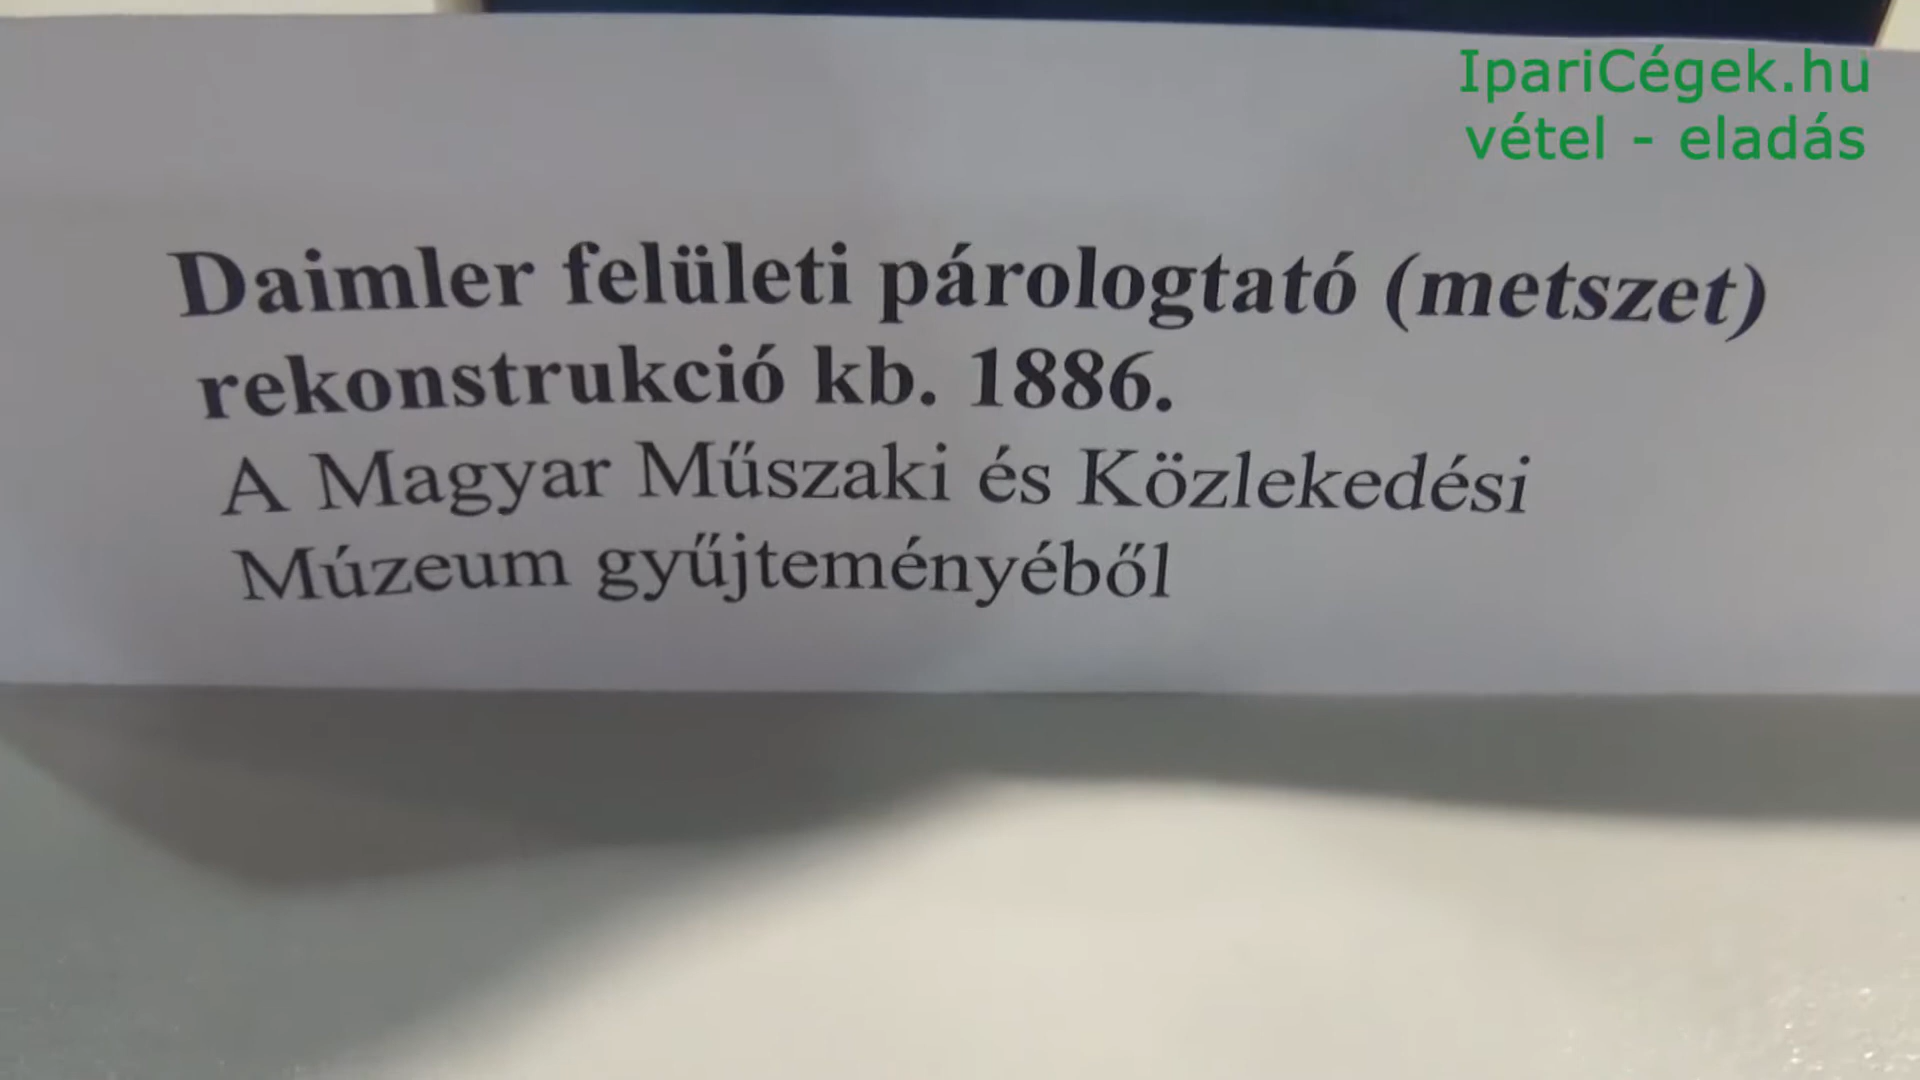 IpariCégek.hu
vétel - eladás
Daimler felületi párologtató (metszet)
rekonstrukció kb. 1886.
A Magyar Műszaki és Közlekedési
Múzeum gyűjteményéből